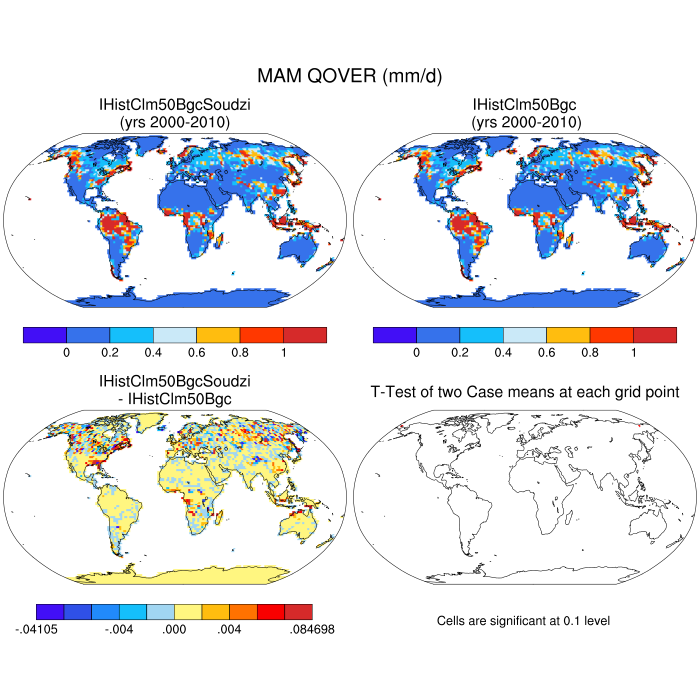 MAM QOVER (mm/d)
IHistClm50BgcSoudzi
(yrs 2000-2010)
IHistClm50Bgc
(yrs 2000-2010)
0 0.2 0.4 0.6 0.8 1
0 0.2 0.4 0.6 0.8 1
IHistClm50BgcSoudzi
- IHistClm50Bgc
T-Test of two Case means at each grid point
-.04105 -.004 .000 .004 .084698
Cells are significant at 0.1 level